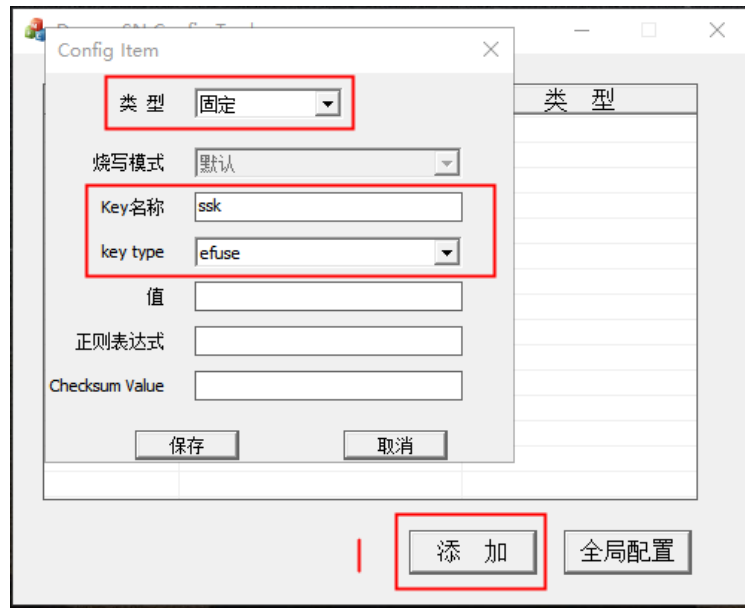 Config Item
类 型
固定
类 型
烧写模式
默认
Key名称
ssk
key type
efuse
值
正则表达式
Checksum Value
保存
取消
添 加
全局配置